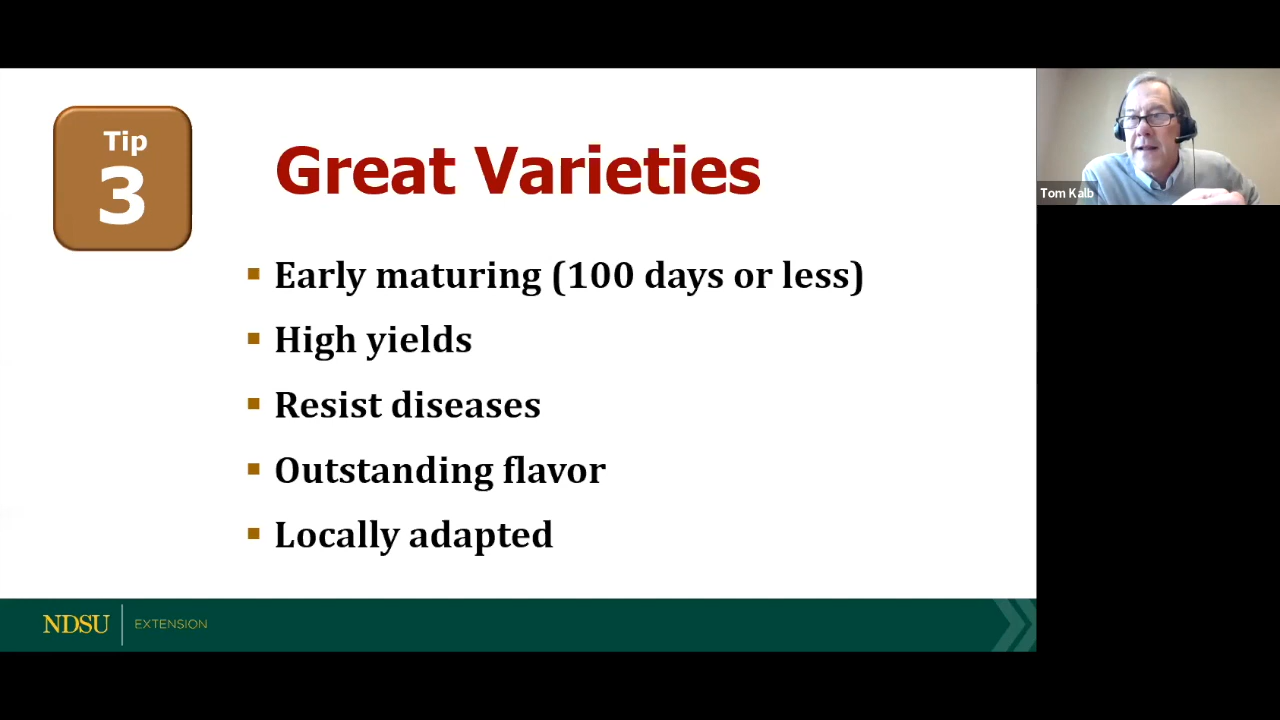 Tip
3
Great Varieties
Early maturing (100 days or less)
High yields
Resist diseases
Outstanding flavor
Locally adapted
NDSU EXTENSION
Tom Kalb